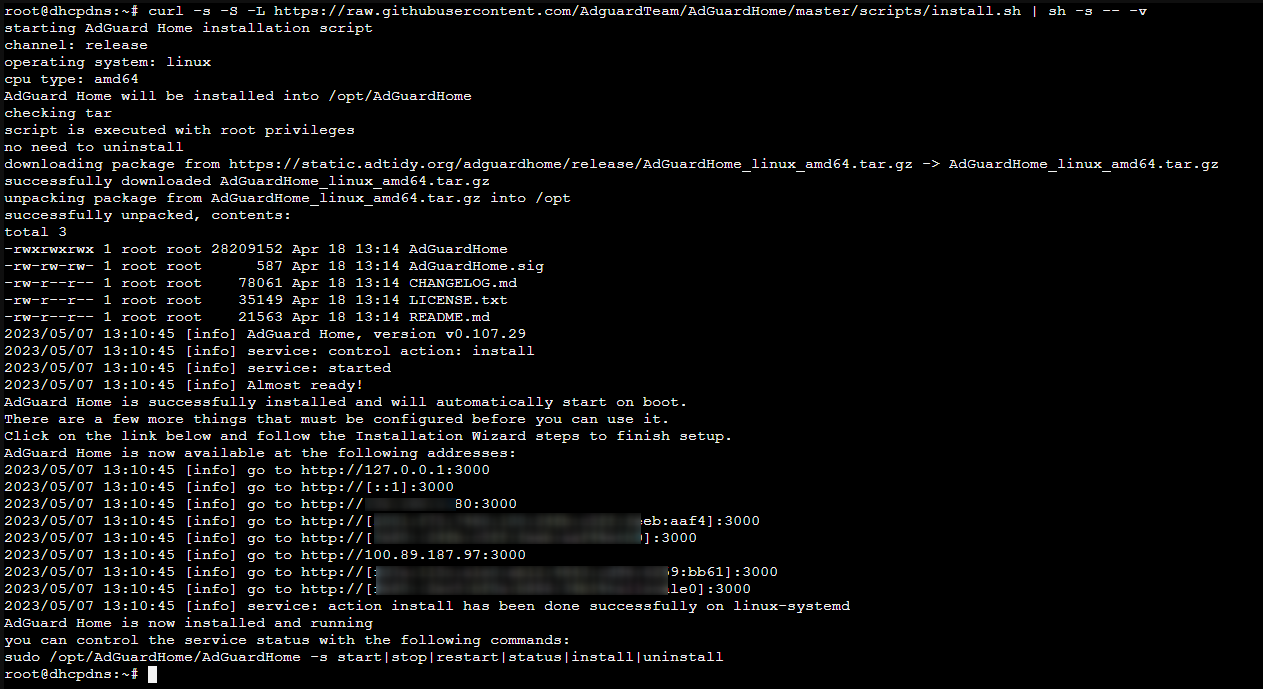 root@dhcpdns:~# curl -s -S -L https://raw.githubusercontent.com/AdguardTeam/AdGuardHome/master/scripts/install.sh | sh -s -- -v
starting AdGuard Home installation script
channel: release
operating system: linux
cpu type: amd64
AdGuard Home will be installed into /opt/AdGuardHome
checking tar
script is executed with root privileges
no need to uninstall
downloading package from https://static.adtidy.org/adguardhome/release/AdGuardHome_linux_amd64.tar.gz -> AdGuardHome_linux_amd64.tar.gz
successfully downloaded AdGuardHome_linux_amd64.tar.gz
unpacking package from AdGuardHome_linux_amd64.tar.gz into /opt
successfully unpacked, contents:
total 3
-rwxrwxrwx 1 root root 28209152 Apr 18 13:14 AdGuardHome
-rw-rw-rw- 1 root root      587 Apr 18 13:14 AdGuardHome.sig
-rw-r--r-- 1 root root    78061 Apr 18 13:14 CHANGELOG.md
-rw-r--r-- 1 root root    35149 Apr 18 13:14 LICENSE.txt
-rw-r--r-- 1 root root    21563 Apr 18 13:14 README.md
2023/05/07 13:10:45 [info] AdGuard Home, version v0.107.29
2023/05/07 13:10:45 [info] service: control action: install
2023/05/07 13:10:45 [info] service: started
2023/05/07 13:10:45 [info] Almost ready!
AdGuard Home is successfully installed and will automatically start on boot.
There are a few more things that must be configured before you can use it.
Click on the link below and follow the Installation Wizard steps to finish setup.
AdGuard Home is now available at the following addresses:
2023/05/07 13:10:45 [info] go to http://127.0.0.1:3000
2023/05/07 13:10:45 [info] go to http://[::1]:3000
2023/05/07 13:10:45 [info] go to http:// 80:3000
2023/05/07 13:10:45 [info] go to http://[ eeb:aaf4]:3000
2023/05/07 13:10:45 [info] go to http://[ ]:3000
2023/05/07 13:10:45 [info] go to http://100.89.187.97:3000
2023/05/07 13:10:45 [info] go to http://[ 9:bb61]:3000
2023/05/07 13:10:45 [info] go to http://[ le0]:3000
2023/05/07 13:10:45 [info] service: action install has been done successfully on linux-systemd
AdGuard Home is now installed and running
you can control the service status with the following commands:
sudo /opt/AdGuardHome/AdGuardHome -s start|stop|restart|status|install|uninstall
root@dhcpdns:~#